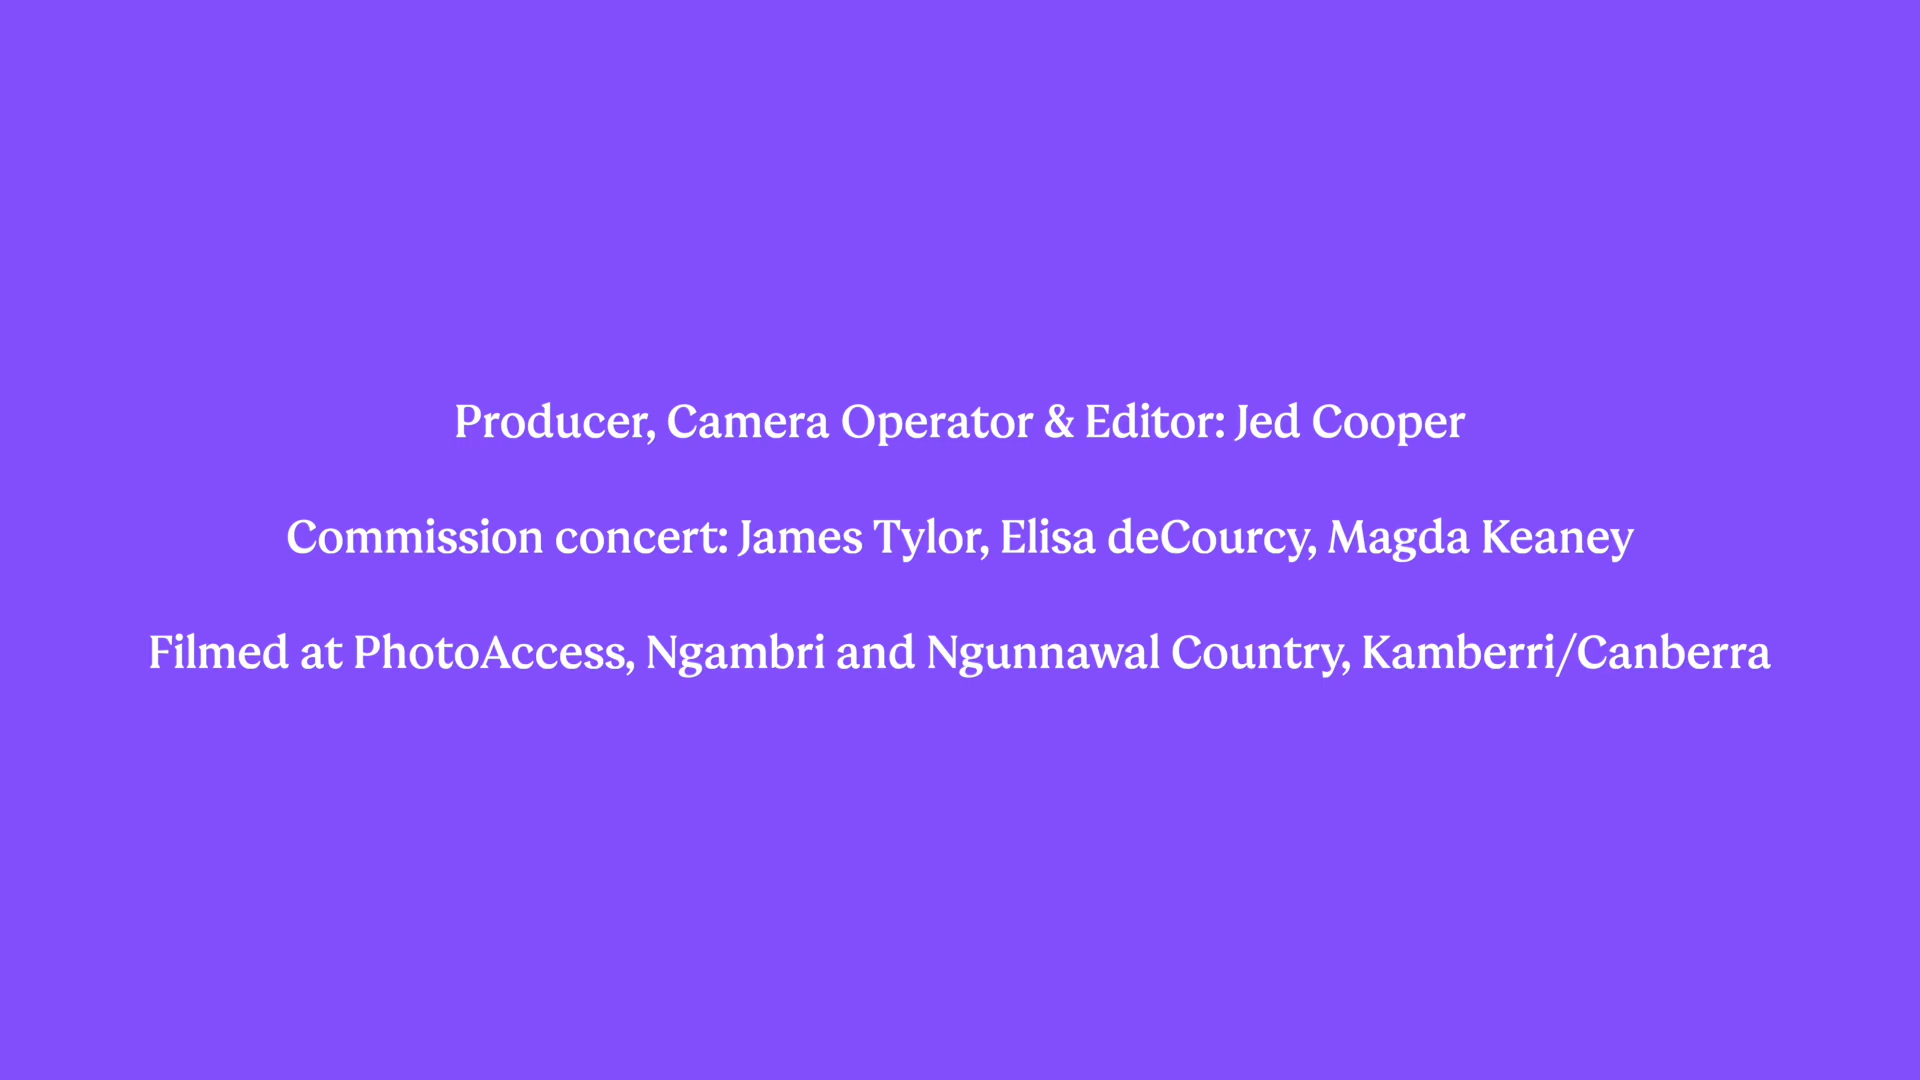 Producer, Camera Operator & Editor: Jed Cooper
Commission concert: James Tylor, Elisa deCourcy, Magda Keaney
Filmed at PhotoAccess, Ngambri and Ngunnawal Country, Kamberri/Canberra